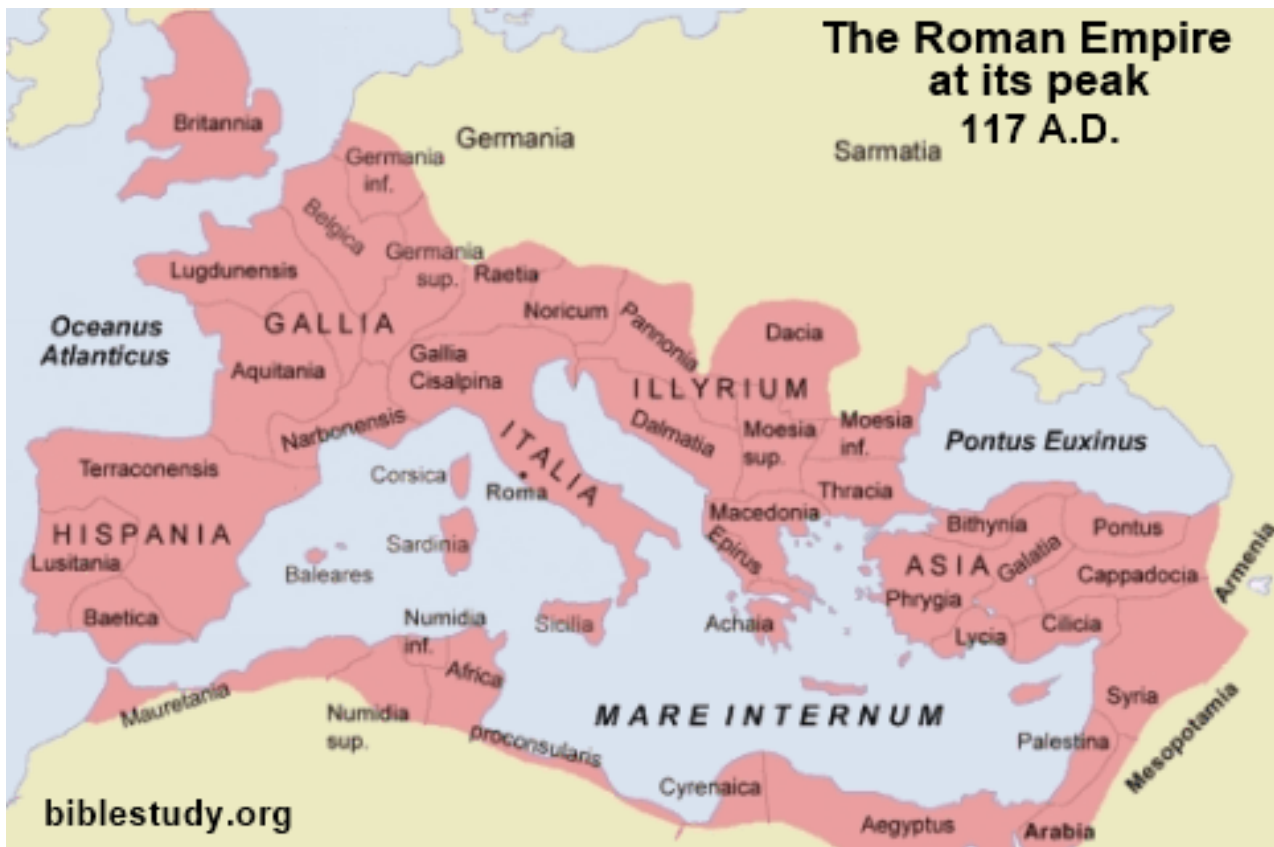 The Roman Empire
at its peak
117 A.D.
Britannia
Germania
Sarmatia
Germania
inf.
Belgica
Germania
sup.
Lugdunensis
Raetia
Noricum
Pannonia
Dacia
Oceanus
Atlanticus
GALLIA
Gallia
Cisalpina
Aquitania
ILLYRIUM
Narbonensis
ITALIA
Dalmatia
Moesia
sup.
Moesia
inf.
Pontus Euxinus
Terraconensis
Corsica
Roma
Thracia
HISPANIA
Macedonia
Bithynia
Pontus
Sardinia
Epirus
Lusitania
Baleares
ASIA
Galatia
Cappadocia
Armenia
Phrygia
Baetica
Numidia
inf.
Sicilia
Achaia
Lycia
Cilicia
Africa
Mauretania
Numidia
sup.
proconsularis
MARE INTERNUM
Syria
Palestina
Mesopotamia
Cyrenaica
Aegyptus
Arabia
biblestudy.org